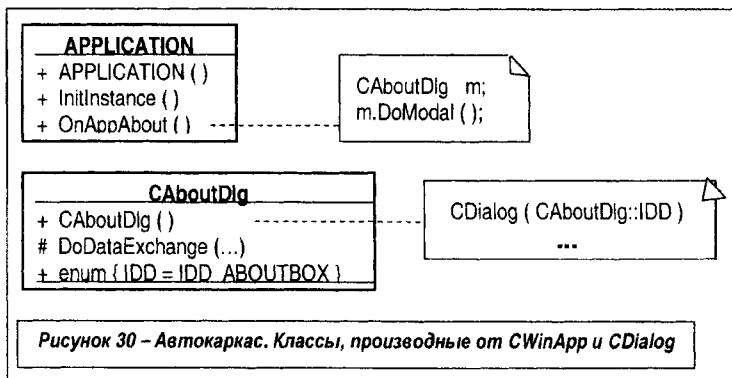 APPLICATION
+ APPLICATION ( )
+ InitInstance ( )
+ OnAppAbout ( )
CAboutDlg m;
m.DoModal ( );
CAboutDlg
+ CAboutDlg ( )
# DoDataExchange (...)
+ enum { IDD = IDD_ABOUTBOX }
CDialog ( CAboutDlg::IDD )
...
Рисунок 30 – Автокаркас. Классы, производные от CWinApp и CDialog